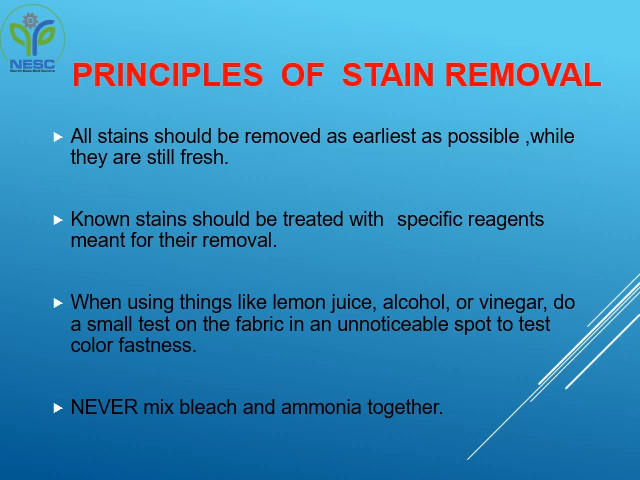 NESC
PRINCIPLES OF STAIN REMOVAL
All stains should be removed as earliest as possible ,while
they are still fresh.
Known stains should be treated with specific reagents
meant for their removal.
When using things like lemon juice, alcohol, or vinegar, do
a small test on the fabric in an unnoticeable spot to test
color fastness.
NEVER mix bleach and ammonia together.